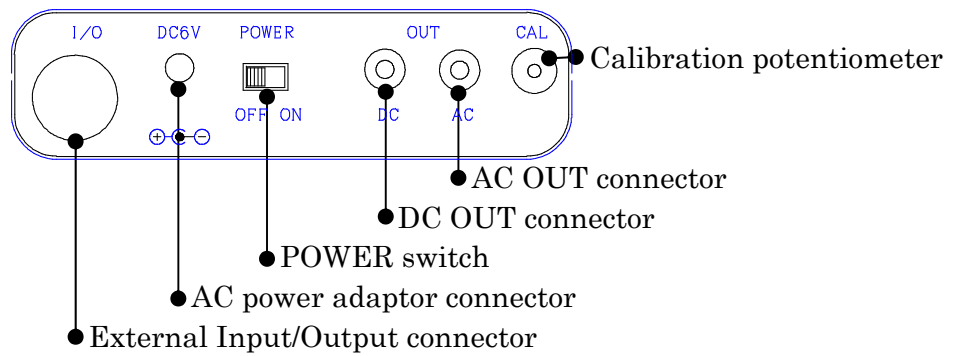 I/O DC6V POWER OUT CAL
Calibration potentiometer
OFF ON DC AC
AC OUT connector
DC OUT connector
POWER switch
AC power adaptor connector
External Input/Output connector